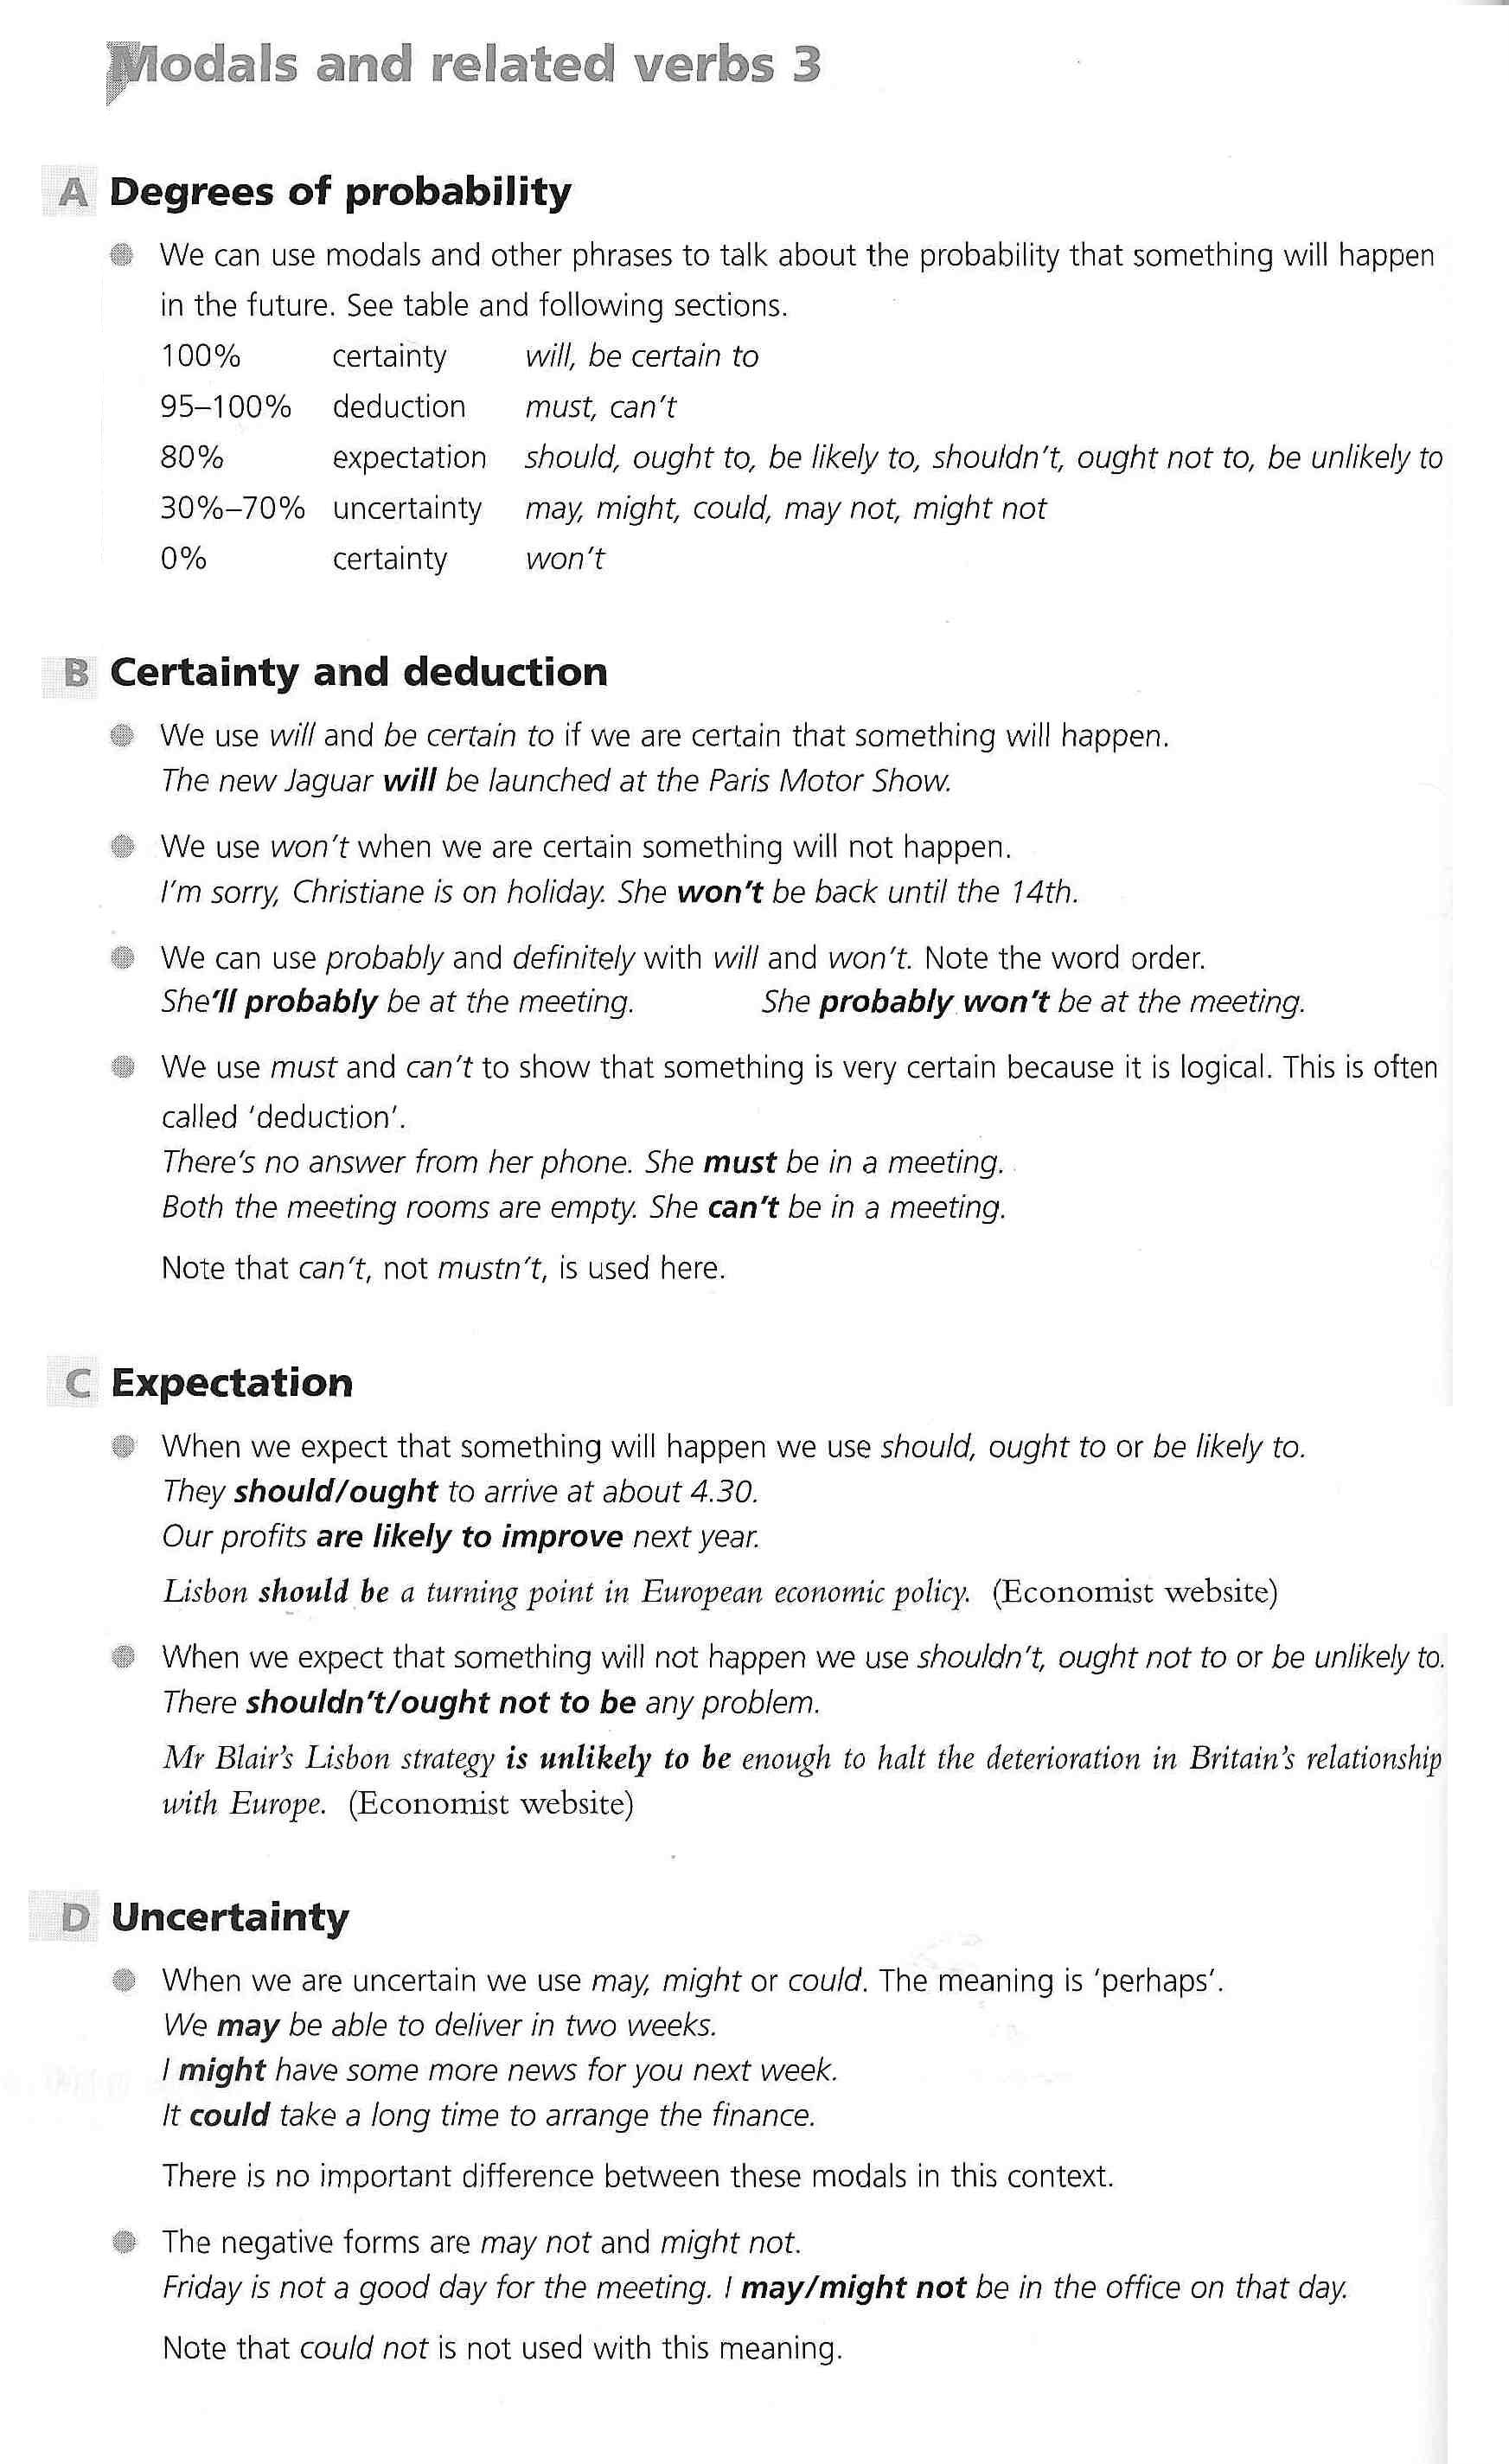 Modals and related verbs 3
A Degrees of probability
We can use modals and other phrases to talk about the probability that something will happen
in the future. See table and following sections.
100% certainty will, be certain to
95–100% deduction must, can't
80% expectation should, ought to, be likely to, shouldn't, ought not to, be unlikely to
30%–70% uncertainty may, might, could, may not, might not
0% certainty won't
B Certainty and deduction
We use will and be certain to if we are certain that something will happen.
The new Jaguar will be launched at the Paris Motor Show.
We use won't when we are certain something will not happen.
I'm sorry, Christiane is on holiday. She won't be back until the 14th.
We can use probably and definitely with will and won't. Note the word order.
She'll probably be at the meeting. She probably won't be at the meeting.
We use must and can't to show that something is very certain because it is logical. This is often
called 'deduction'.
There's no answer from her phone. She must be in a meeting.
Both the meeting rooms are empty. She can't be in a meeting.
Note that can't, not mustn't, is used here.
C Expectation
When we expect that something will happen we use should, ought to or be likely to.
They should/ought to arrive at about 4.30.
Our profits are likely to improve next year.
Lisbon should be a turning point in European economic policy. (Economist website)
When we expect that something will not happen we use shouldn't, ought not to or be unlikely to.
There shouldn't/ought not to be any problem.
Mr Blair's Lisbon strategy is unlikely to be enough to halt the deterioration in Britain's relationship
with Europe. (Economist website)
D Uncertainty
When we are uncertain we use may, might or could. The meaning is 'perhaps'.
We may be able to deliver in two weeks.
I might have some more news for you next week.
It could take a long time to arrange the finance.
There is no important difference between these modals in this context.
The negative forms are may not and might not.
Friday is not a good day for the meeting. I may/might not be in the office on that day.
Note that could not is not used with this meaning.